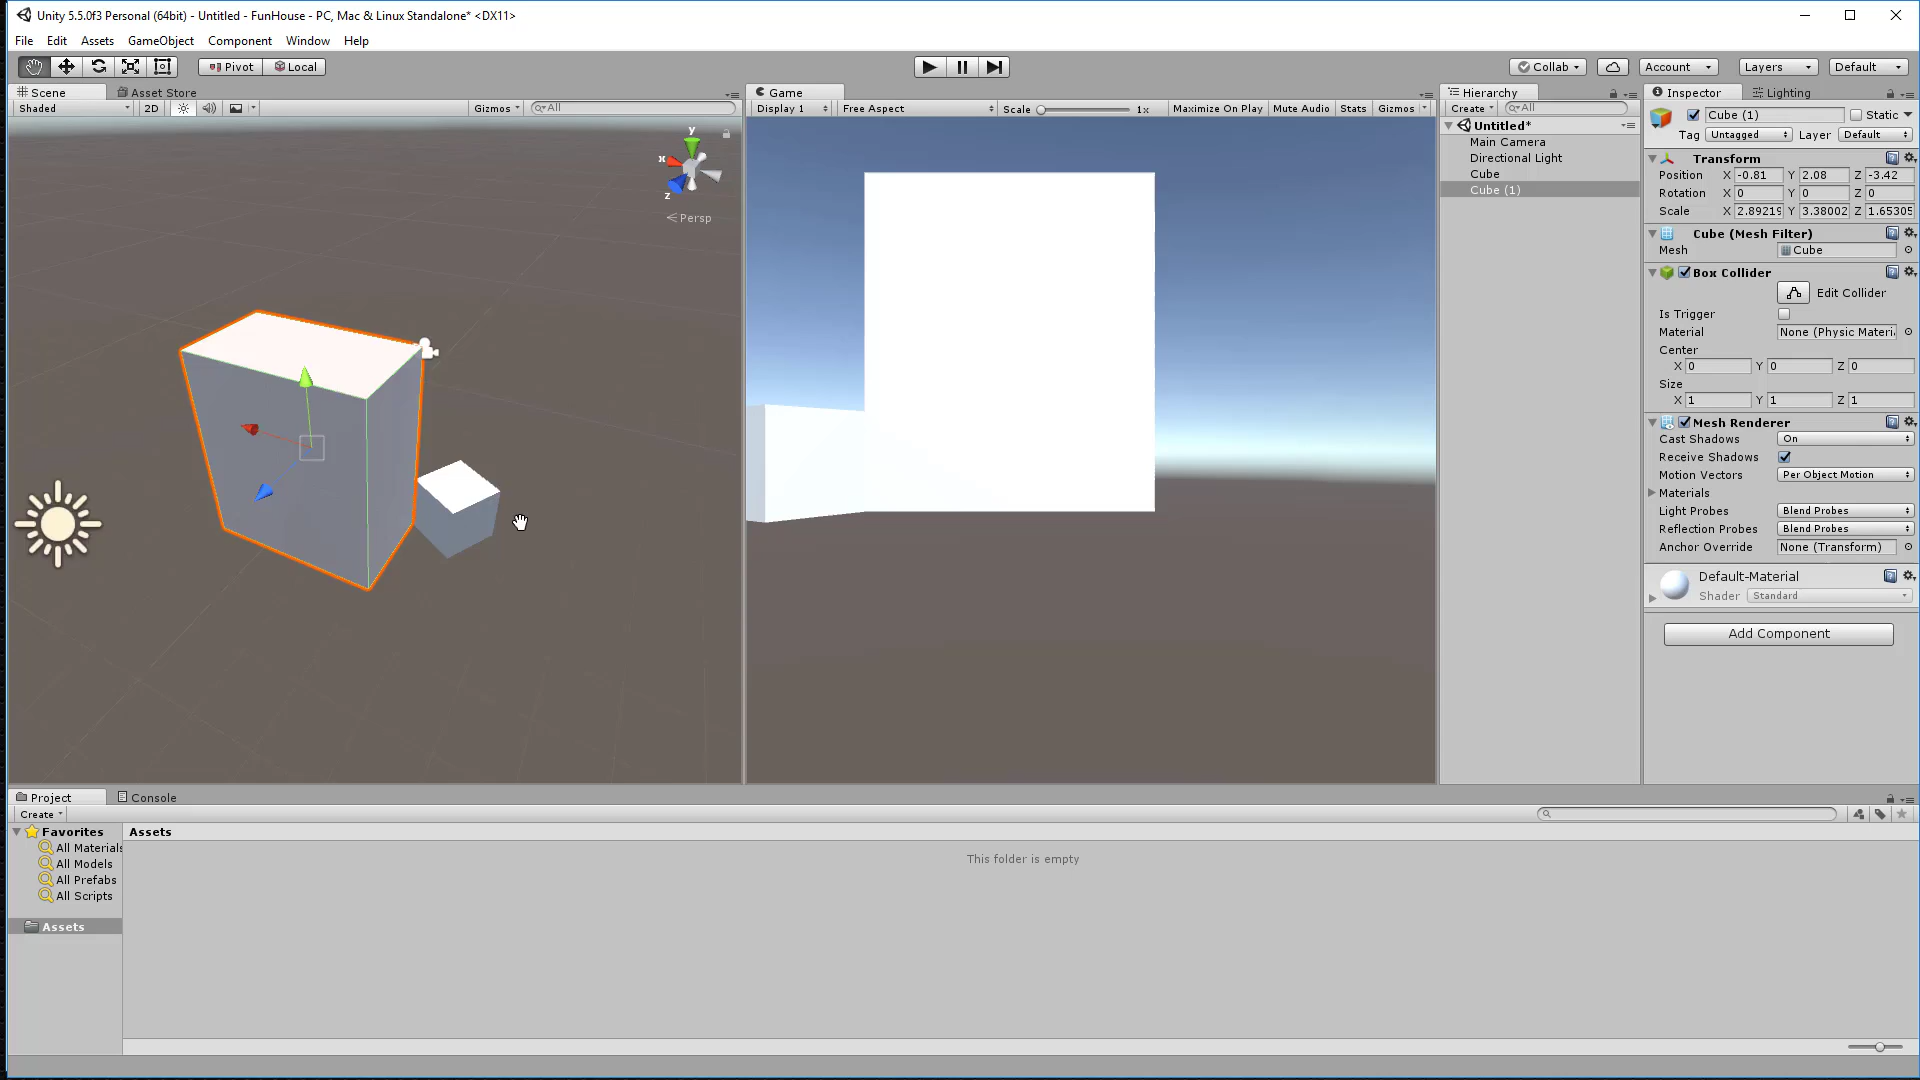 Unity 5.5.0f3 Personal (64bit) - Untitled - FunHouse - PC, Mac & Linux Standalone* <DX11>
File Edit Assets GameObject Component Window Help
Pivot Local Collab Account Layers Default
Scene Asset Store
Shaded 2D Gizmos All
y
x
z
Persp
Game
Display 1 Free Aspect Scale 1x Maximize On Play Mute Audio Stats Gizmos
Hierarchy
Create All
Untitled*
Main Camera
Directional Light
Cube
Cube (1)
Inspector Lighting
Cube (1) Static
Tag Untagged Layer Default
Transform
Position X -0.81 Y 2.08 Z -3.42
Rotation X 0 Y 0 Z 0
Scale X 2.89219 Y 3.38002 Z 1.65305
Cube (Mesh Filter)
Mesh Cube
Box Collider
Edit Collider
Is Trigger
Material None (Physic Materi
Center
X 0 Y 0 Z 0
Size
X 1 Y 1 Z 1
Mesh Renderer
Cast Shadows On
Receive Shadows
Motion Vectors Per Object Motion
Materials
Light Probes Blend Probes
Reflection Probes Blend Probes
Anchor Override None (Transform)
Default-Material
Shader Standard
Add Component
Project Console
Create
Favorites
All Materials
All Models
All Prefabs
All Scripts
Assets
Assets
This folder is empty